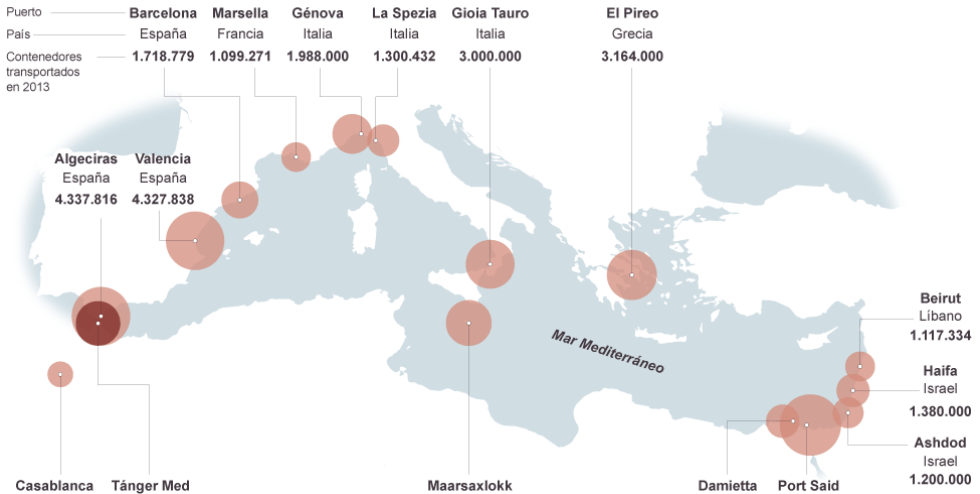 Puerto
País
Contenedores
transportados
en 2013
Barcelona
España
1.718.779
Marsella
Francia
1.099.271
Génova
Italia
1.988.000
La Spezia
Italia
1.300.432
Gioia Tauro
Italia
3.000.000
El Pireo
Grecia
3.164.000
Algeciras
España
4.337.816
Valencia
España
4.327.838
Mar Mediterráneo
Beirut
Líbano
1.117.334
Haifa
Israel
1.380.000
Ashdod
Israel
1.200.000
Casablanca
Tánger Med
Maarsaxlokk
Damietta
Port Said